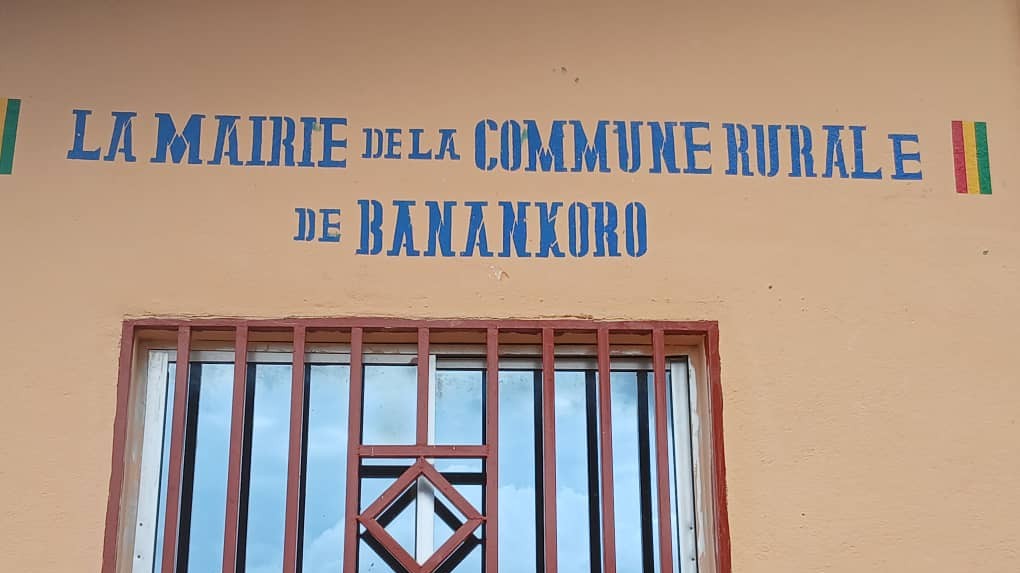 LA MAIRIE DE LA COMMUNE RURALE
DE BANANKORO